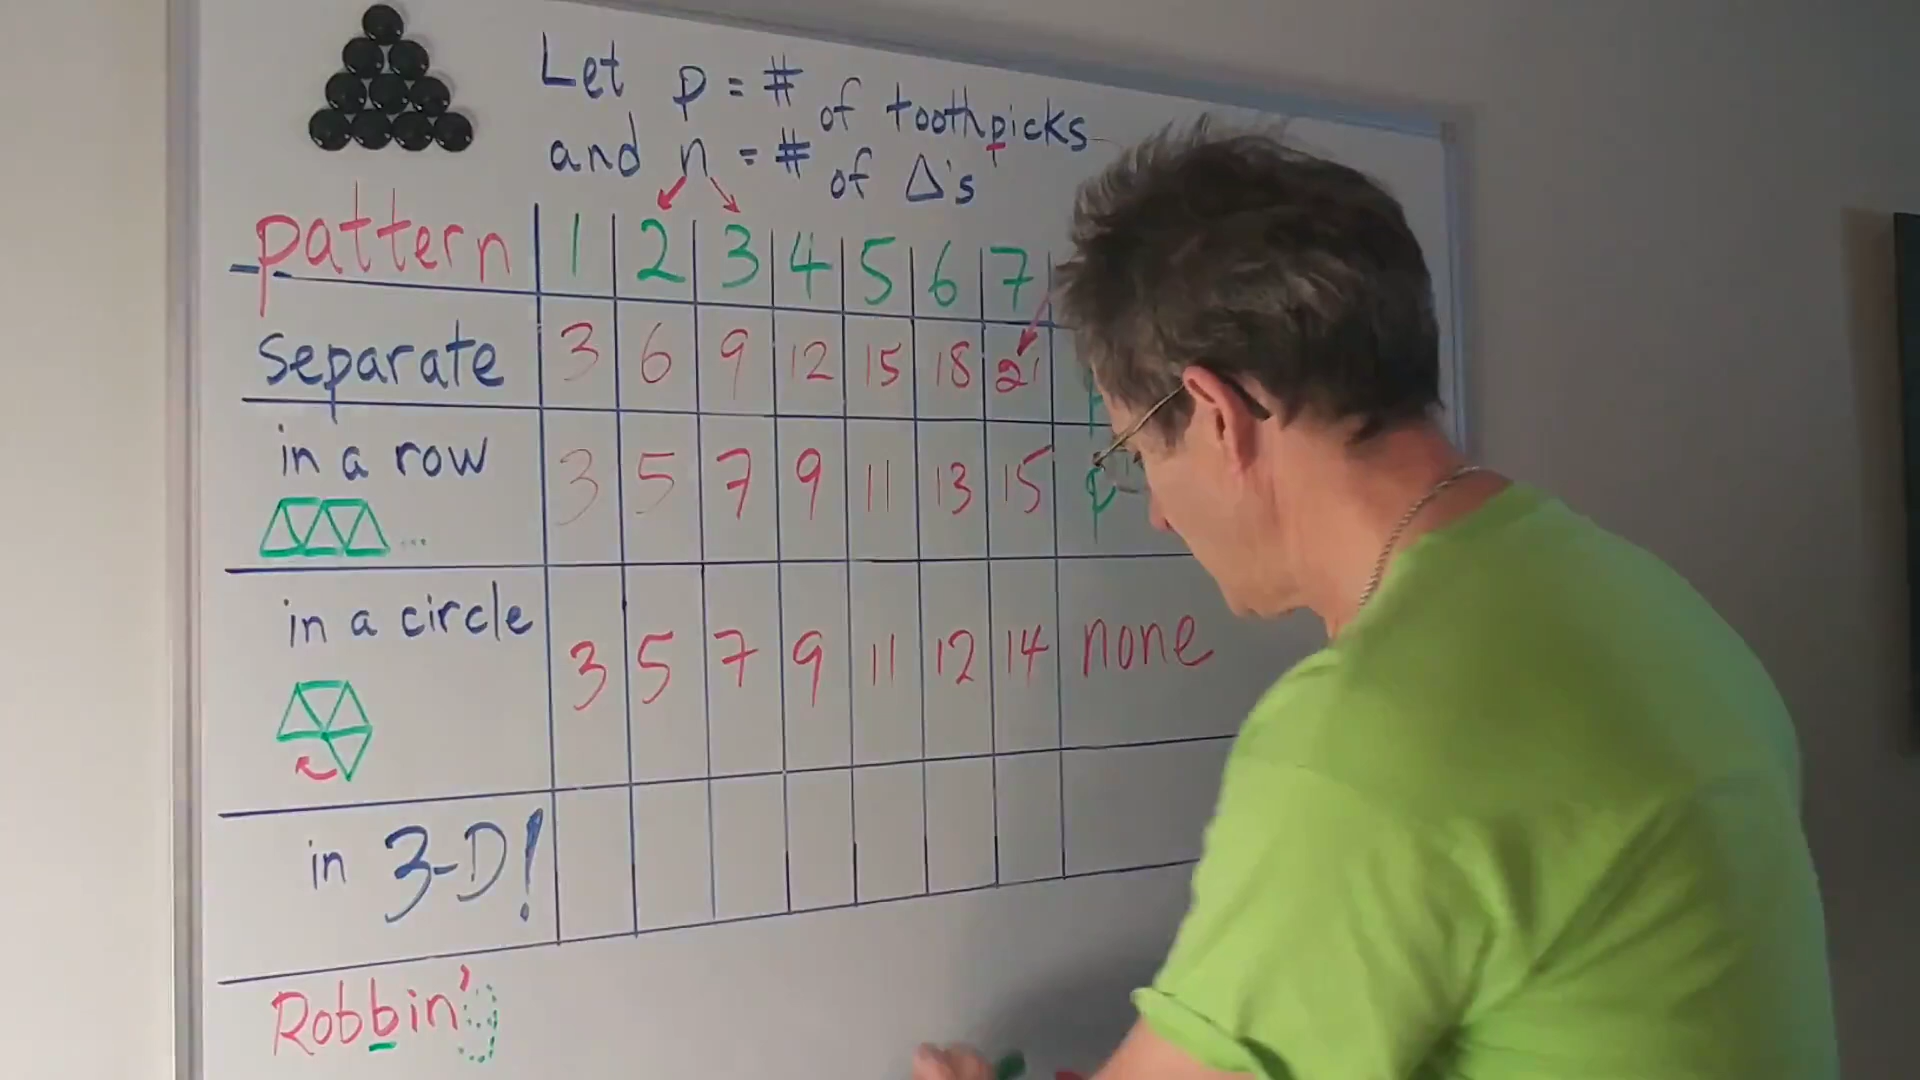 Let p = # of toothpicks
and n = # of Δ's
pattern 1 2 3 4 5 6 7
separate 3 6 9 12 15 18 21
in a row 3 5 7 9 11 13 15 p
...
in a circle 3 5 7 9 11 12 14 none
in 3-D!
Robbin'g